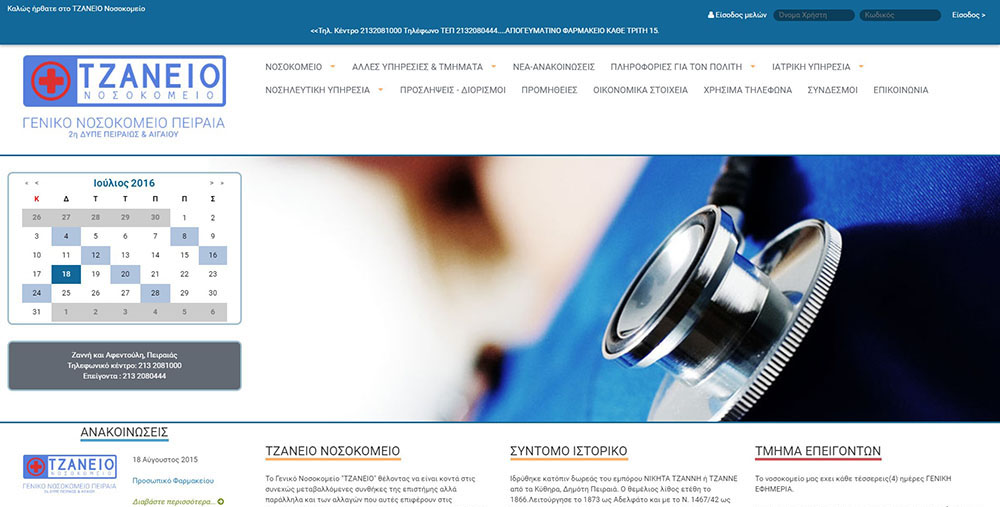 Καλώς ήρθατε στο ΤΖΑΝΕΙΟ Νοσοκομείο
Είσοδος μελών Όνομα Χρήστη Κωδικός Είσοδος >
<<Τηλ. Κέντρο 2132081000 Τηλέφωνο ΤΕΠ 2132080444....ΑΠΟΓΕΥΜΑΤΙΝΟ ΦΑΡΜΑΚΕΙΟ ΚΑΘΕ ΤΡΙΤΗ 15.
ΤΖΑΝΕΙΟ
ΝΟΣΟΚΟΜΕΙΟ
ΓΕΝΙΚΟ ΝΟΣΟΚΟΜΕΙΟ ΠΕΙΡΑΙΑ
2η ΔΥΠΕ ΠΕΙΡΑΙΩΣ & ΑΙΓΑΙΟΥ
ΝΟΣΟΚΟΜΕΙΟ ΑΛΛΕΣ ΥΠΗΡΕΣΙΕΣ & ΤΜΗΜΑΤΑ ΝΕΑ-ΑΝΑΚΟΙΝΩΣΕΙΣ ΠΛΗΡΟΦΟΡΙΕΣ ΓΙΑ ΤΟΝ ΠΟΛΙΤΗ ΙΑΤΡΙΚΗ ΥΠΗΡΕΣΙΑ
ΝΟΣΗΛΕΥΤΙΚΗ ΥΠΗΡΕΣΙΑ ΠΡΟΣΛΗΨΕΙΣ - ΔΙΟΡΙΣΜΟΙ ΠΡΟΜΗΘΕΙΕΣ ΟΙΚΟΝΟΜΙΚΑ ΣΤΟΙΧΕΙΑ ΧΡΗΣΙΜΑ ΤΗΛΕΦΩΝΑ ΣΥΝΔΕΣΜΟΙ ΕΠΙΚΟΙΝΩΝΙΑ
« < Ιούλιος 2016 > »
Κ Δ Τ Τ Π Π Σ
26 27 28 29 30 1 2
3 4 5 6 7 8 9
10 11 12 13 14 15 16
17 18 19 20 21 22 23
24 25 26 27 28 29 30
31 1 2 3 4 5 6
Ζαννή και Αφεντούλη, Πειραιάς
Τηλεφωνικό κέντρο: 213 2081000
Επείγοντα : 213 2080444
ΑΝΑΚΟΙΝΩΣΕΙΣ
ΤΖΑΝΕΙΟ
ΝΟΣΟΚΟΜΕΙΟ
ΓΕΝΙΚΟ ΝΟΣΟΚΟΜΕΙΟ ΠΕΙΡΑΙΑ
2η ΔΥΠΕ ΠΕΙΡΑΙΩΣ & ΑΙΓΑΙΟΥ
18 Αύγουστος 2015
Προσωπικό Φαρμακείου
Διαβάστε περισσότερα...
ΤΖΑΝΕΙΟ ΝΟΣΟΚΟΜΕΙΟ
Το Γενικό Νοσοκομείο "ΤΖΑΝΕΙΟ" θέλοντας να είναι κοντά στις
συνεχώς μεταβαλλόμενες συνθήκες της επιστήμης αλλά
παράλληλα και των αλλαγών που αυτές επιφέρουν στις
ΣΥΝΤΟΜΟ ΙΣΤΟΡΙΚΟ
Ιδρύθηκε κατόπιν δωρεάς του εμπόρου ΝΙΚΗΤΑ ΤΖΑΝΝΗ ή ΤΖΑΝΝΕ
από τα Κύθηρα, Δημότη Πειραιά. Ο θεμέλιος λίθος ετέθη το
1866.Λειτούργησε το 1873 ως Αδελφάτο και με το Ν. 1467/42 ως
ΤΜΗΜΑ ΕΠΕΙΓΟΝΤΩΝ
Το νοσοκομείο μας εχει κάθε τέσσερεις(4) ημέρες ΓΕΝΙΚΗ
ΕΦΗΜΕΡΙΑ.